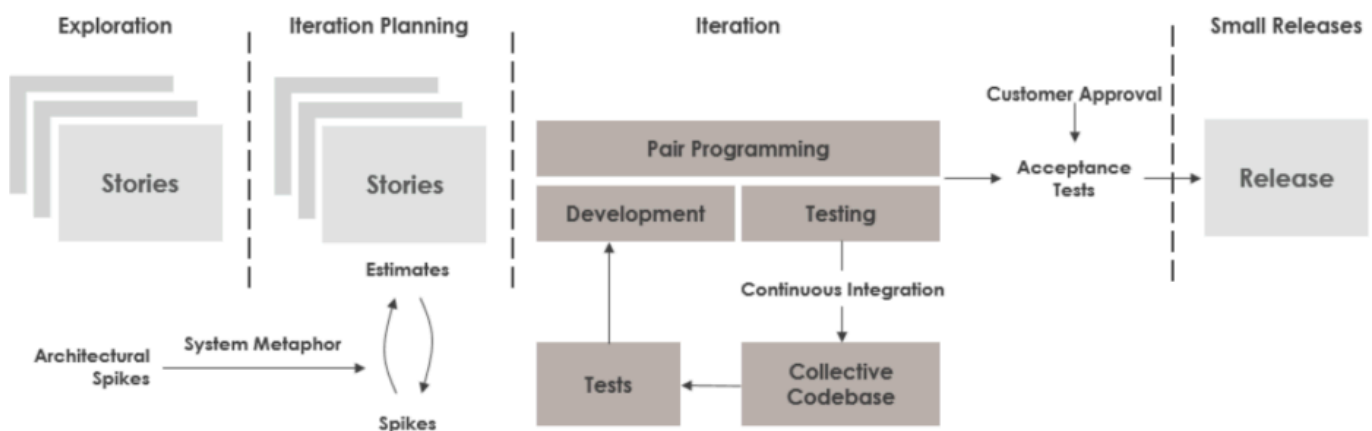 Exploration
Iteration Planning
Iteration
Small Releases
Stories
Stories
Estimates
Architectural
Spikes
System Metaphor
Spikes
Pair Programming
Development
Testing
Continuous Integration
Tests
Collective
Codebase
Customer Approval
Acceptance
Tests
Release